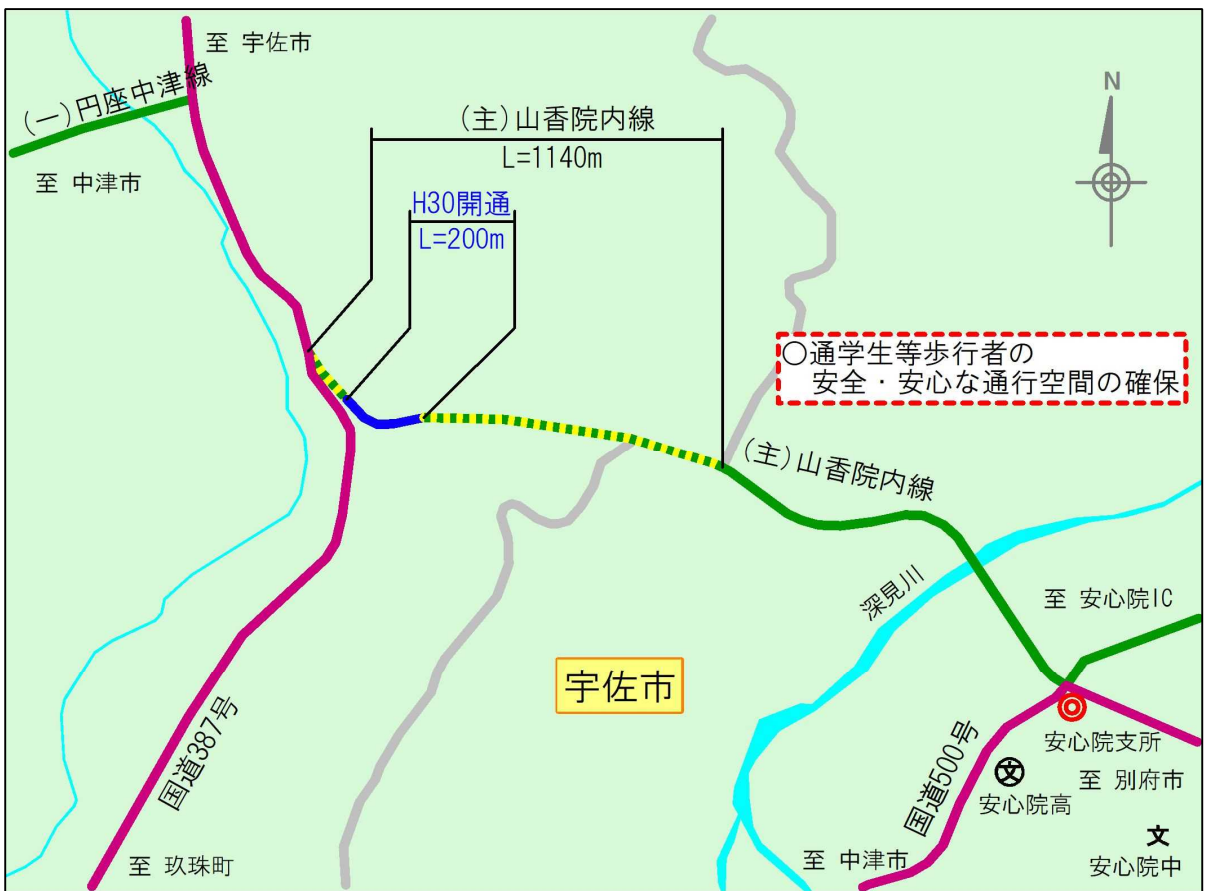 至 宇佐市
(一)円座中津線
至 中津市
(主)山香院内線
L=1140m
H30開通
L=200m
N
○通学生等歩行者の
安全・安心な通行空間の確保
(主)山香院内線
深見川
至 安心院IC
宇佐市
国道387号
安心院支所
国道500号
文
安心院高
至 別府市
文
安心院中
至 中津市
至 玖珠町